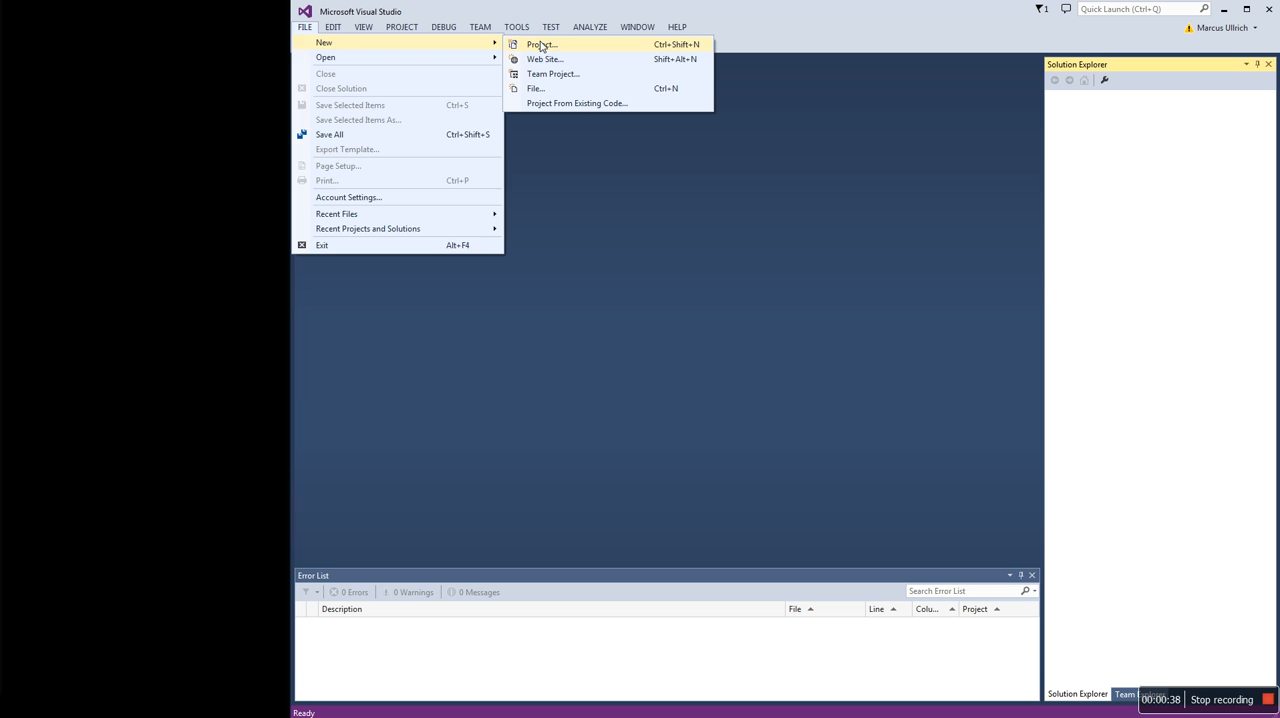 Microsoft Visual Studio
1
Quick Launch (Ctrl+Q)
FILE EDIT VIEW PROJECT DEBUG TEAM TOOLS TEST ANALYZE WINDOW HELP
Marcus Ullrich
New
Open
Close
Close Solution
Save Selected Items Ctrl+S
Save Selected Items As...
Save All Ctrl+Shift+S
Export Template...
Page Setup...
Print... Ctrl+P
Account Settings...
Recent Files
Recent Projects and Solutions
Exit Alt+F4
Project... Ctrl+Shift+N
Web Site... Shift+Alt+N
Team Project...
File... Ctrl+N
Project From Existing Code...
Solution Explorer
Error List
0 Errors 0 Warnings 0 Messages
Search Error List
Description File Line Colu... Project
Solution Explorer Team
00:00:38 Stop recording
Ready